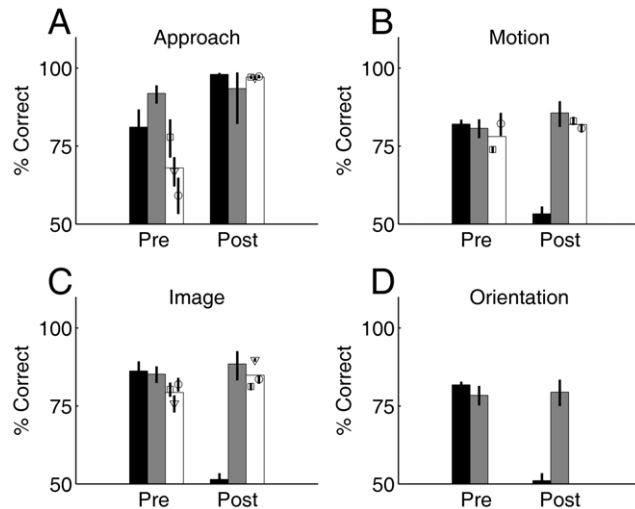 A
Approach
% Correct
100
75
50
Pre Post
B
Motion
% Correct
100
75
50
Pre Post
C
Image
% Correct
100
75
50
Pre Post
D
Orientation
% Correct
100
75
50
Pre Post